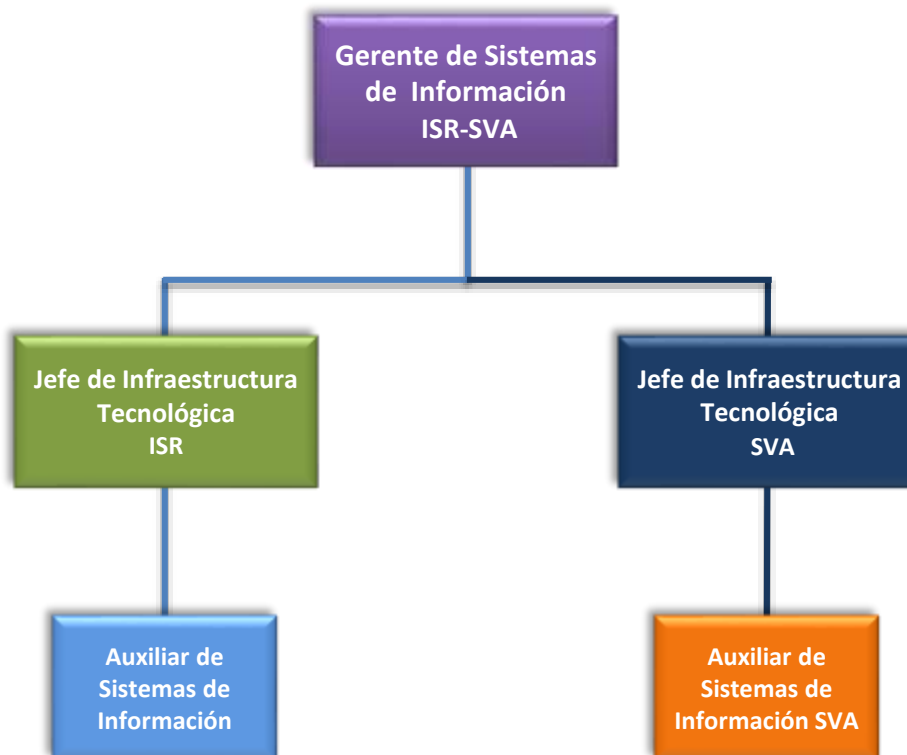 Gerente de Sistemas
de Información
ISR-SVA
Jefe de Infraestructura
Tecnológica
ISR
Jefe de Infraestructura
Tecnológica
SVA
Auxiliar de
Sistemas de
Información
Auxiliar de
Sistemas de
Información SVA